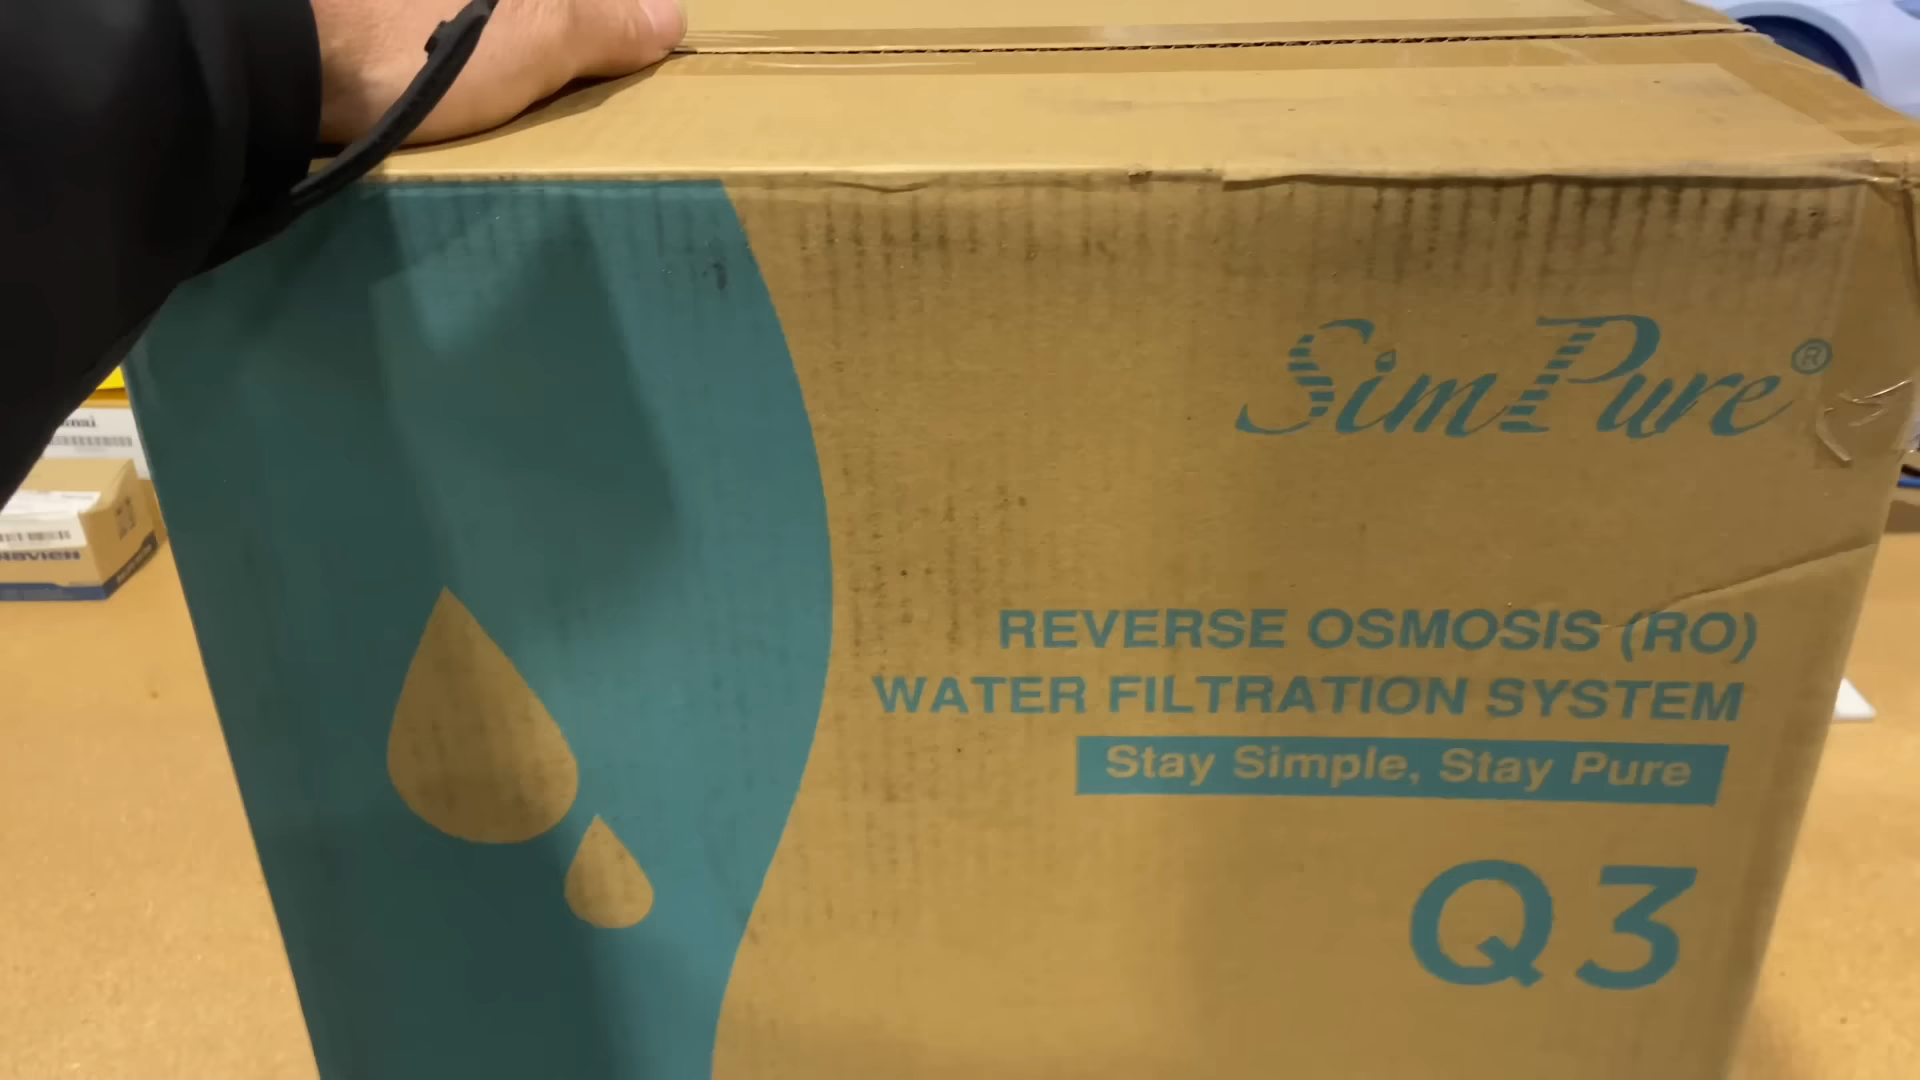 SimPure®
REVERSE OSMOSIS (RO)
WATER FILTRATION SYSTEM
Stay Simple, Stay Pure
Q3